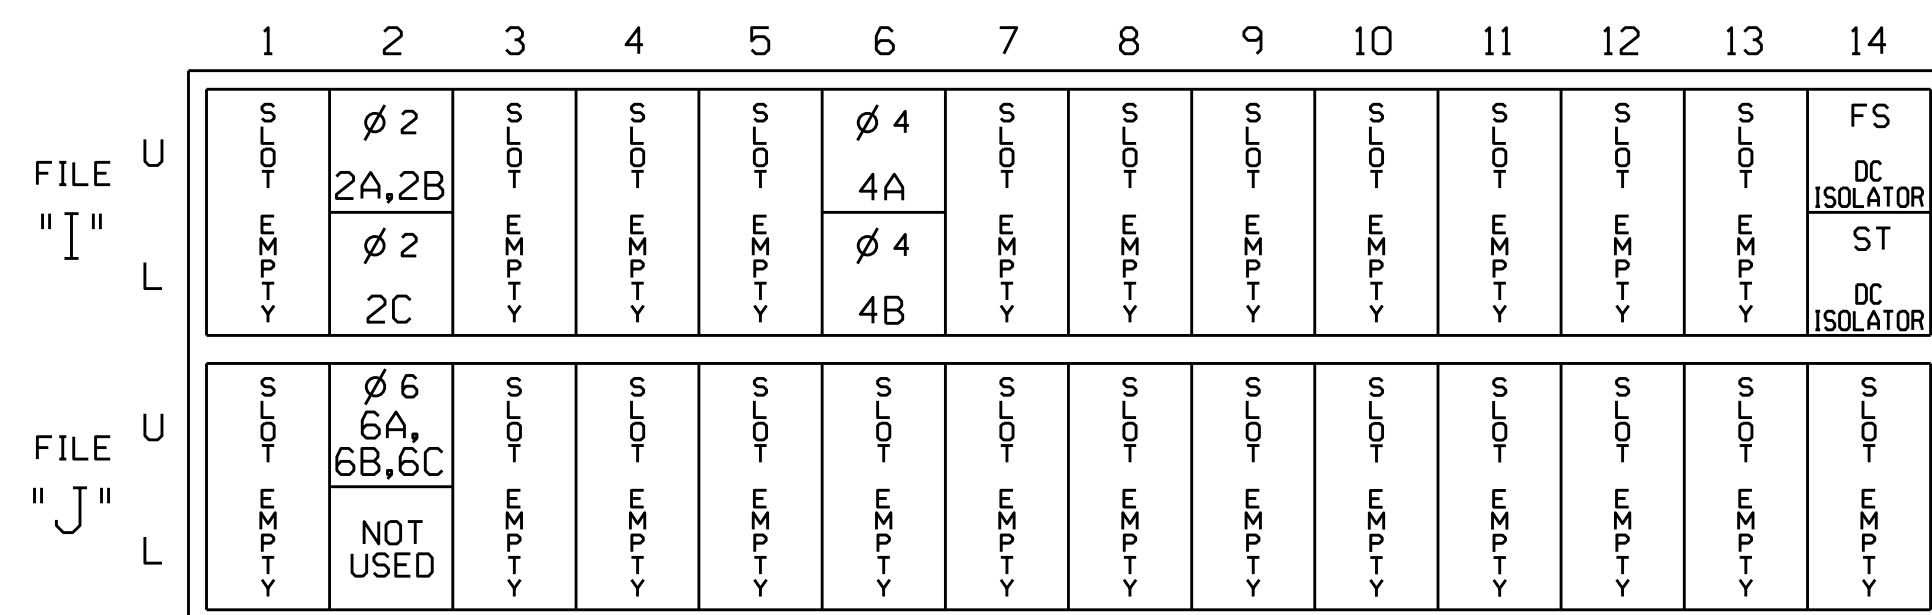 1 2 3 4 5 6 7 8 9 10 11 12 13 14
FILE
"I"
U
L
SLOT EMPTY
Ø 2
2A,2B
Ø 2
2C
SLOT EMPTY
SLOT EMPTY
SLOT EMPTY
Ø 4
4A
Ø 4
4B
SLOT EMPTY
SLOT EMPTY
SLOT EMPTY
SLOT EMPTY
SLOT EMPTY
SLOT EMPTY
SLOT EMPTY
FS
DC
ISOLATOR
ST
DC
ISOLATOR
FILE
"J"
U
L
SLOT EMPTY
Ø 6
6A,
6B,6C
NOT
USED
SLOT EMPTY
SLOT EMPTY
SLOT EMPTY
SLOT EMPTY
SLOT EMPTY
SLOT EMPTY
SLOT EMPTY
SLOT EMPTY
SLOT EMPTY
SLOT EMPTY
SLOT EMPTY
SLOT EMPTY